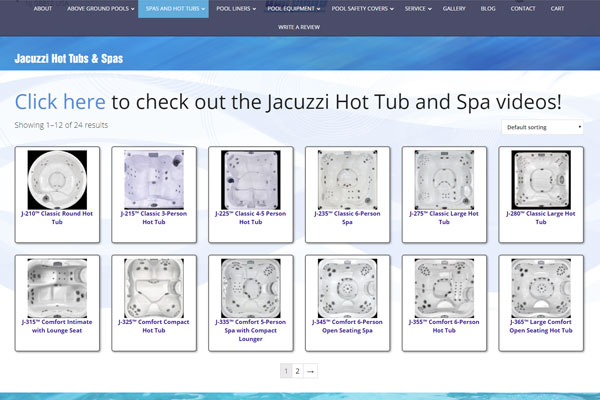 ABOUT ABOVE GROUND POOLS SPAS AND HOT TUBS POOL LINERS POOL EQUIPMENT POOL SAFETY COVERS SERVICE GALLERY BLOG CONTACT CART
WRITE A REVIEW
Jacuzzi Hot Tubs & Spas
Click here to check out the Jacuzzi Hot Tub and Spa videos!
Showing 1–12 of 24 results
Default sorting
J-210™ Classic Round Hot
Tub
J-215™ Classic 3-Person
Hot Tub
J-225™ Classic 4-5 Person
Hot Tub
J-235™ Classic 6-Person
Spa
J-275™ Classic Large Hot
Tub
J-280™ Classic Large Hot
Tub
J-315™ Comfort Intimate
with Lounge Seat
J-325™ Comfort Compact
Hot Tub
J-335™ Comfort 5-Person
Spa with Compact
Lounger
J-345™ Comfort 6-Person
Open Seating Spa
J-355™ Comfort 6-Person
Hot Tub
J-365™ Large Comfort
Open Seating Hot Tub
1 2 →